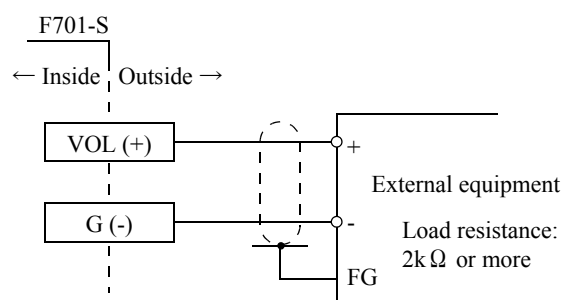 F701-S
← Inside Outside →
VOL (+)
+
External equipment
G (-)
-
Load resistance:
2kΩ or more
FG